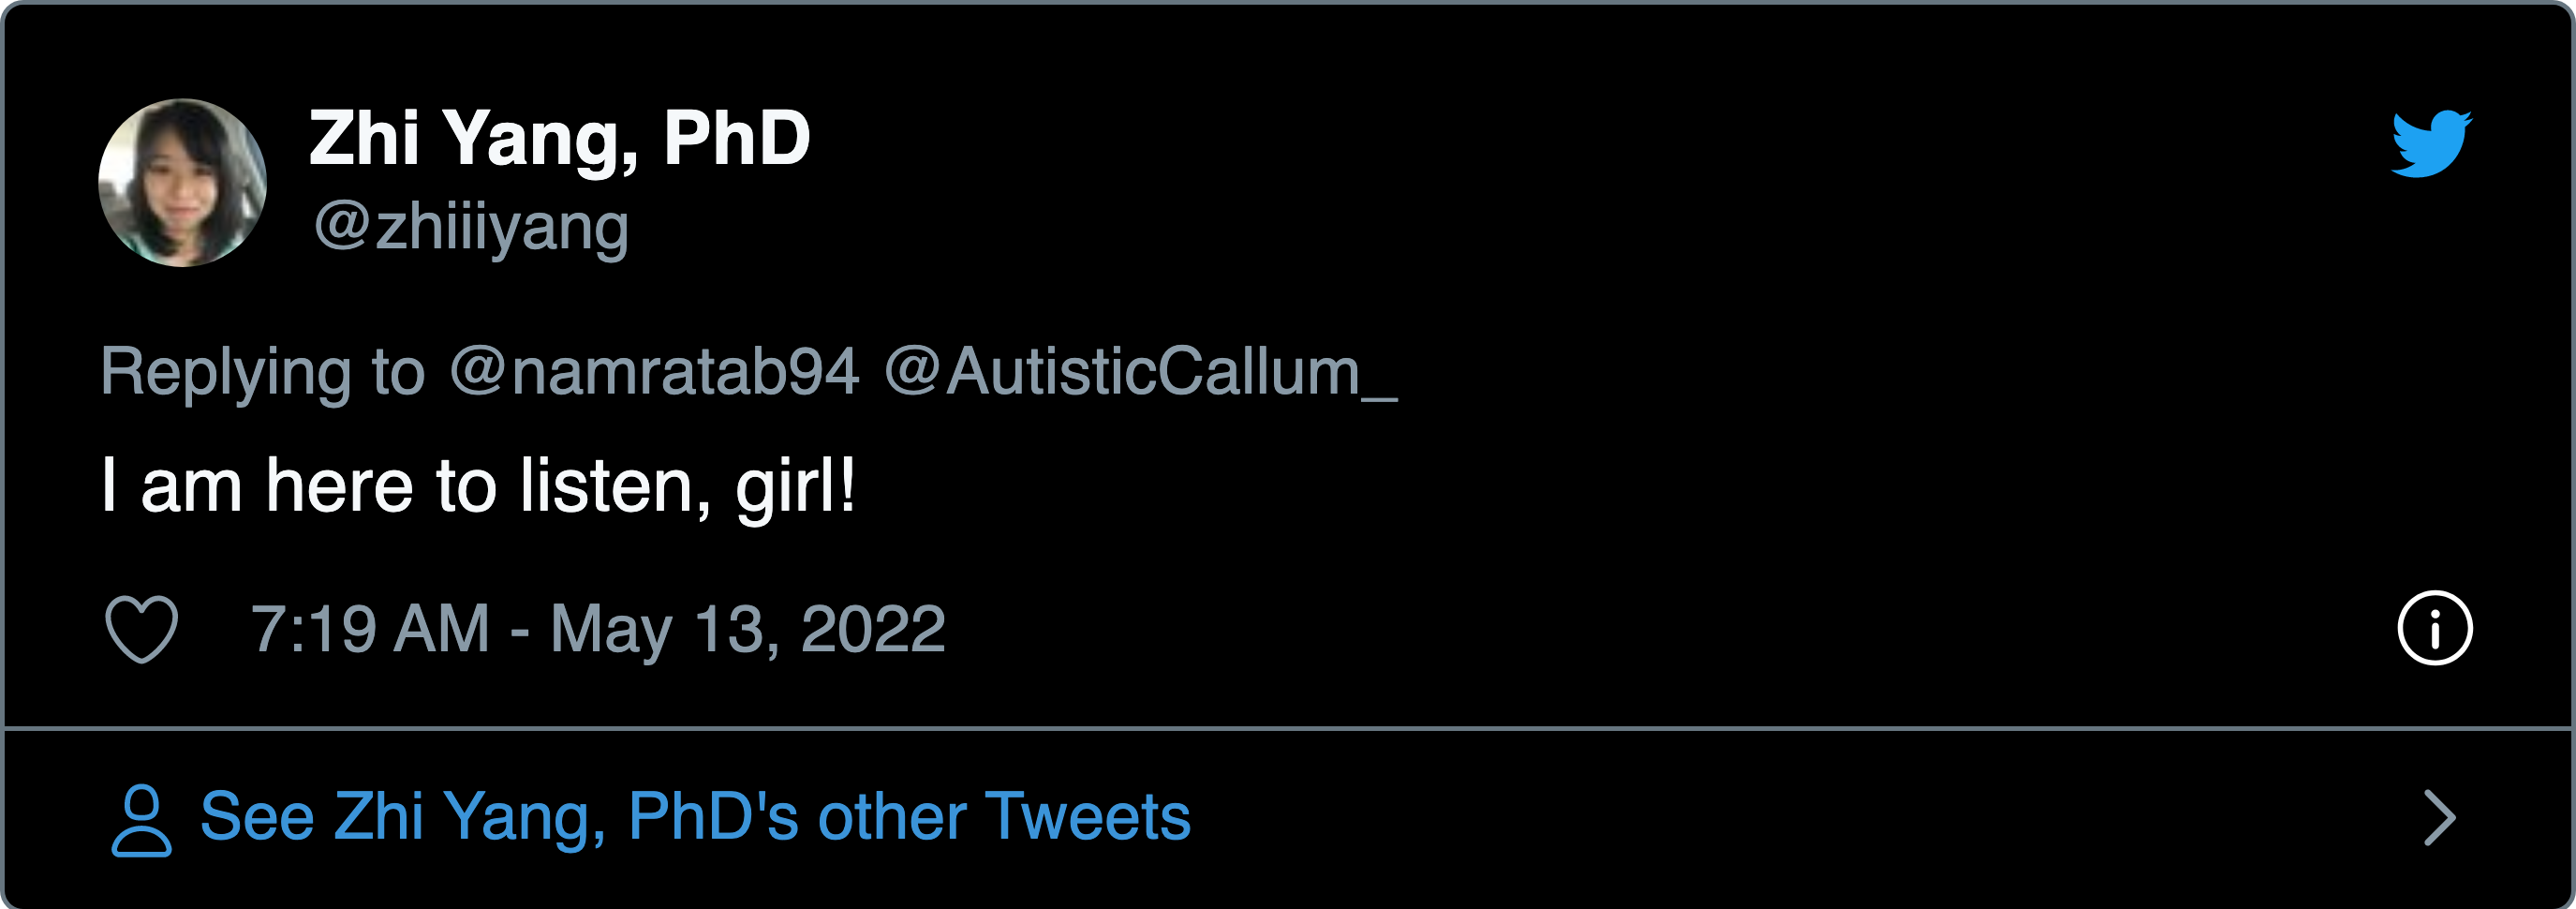 Zhi Yang, PhD
@zhiiiyang
Replying to @namratab94 @AutisticCallum_
I am here to listen, girl!
7:19 AM - May 13, 2022
See Zhi Yang, PhD's other Tweets